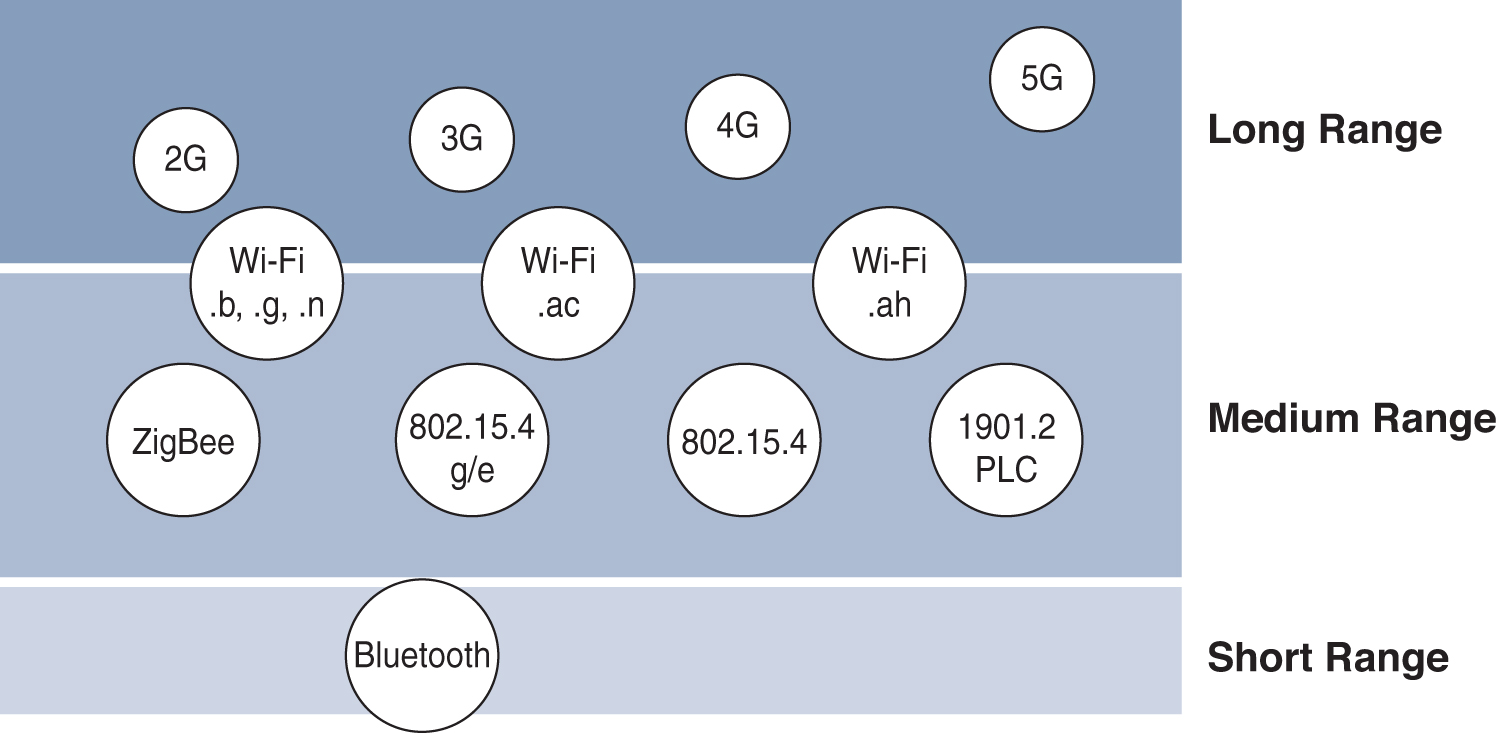 5G
4G
3G
2G
Long Range
Wi-Fi
.b, .g, .n
Wi-Fi
.ac
Wi-Fi
.ah
Medium Range
ZigBee
802.15.4
g/e
802.15.4
1901.2
PLC
Bluetooth
Short Range